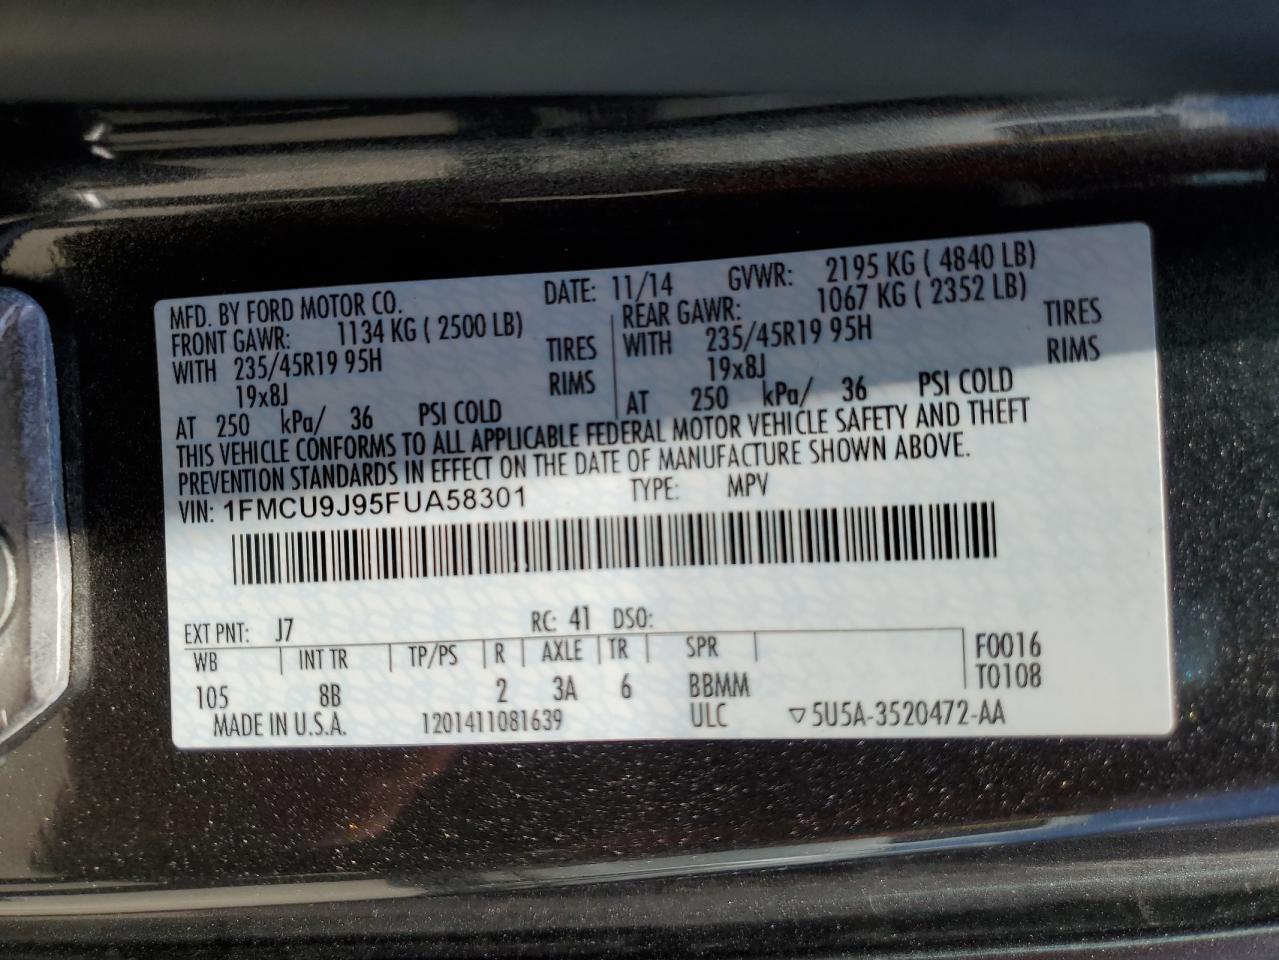 MFD. BY FORD MOTOR CO. DATE: 11/14 GVWR: 2195 KG ( 4840 LB)
FRONT GAWR: 1134 KG ( 2500 LB) REAR GAWR: 1067 KG ( 2352 LB)
WITH 235/45R19 95H TIRES WITH 235/45R19 95H TIRES
19x8J RIMS 19x8J RIMS
AT 250 kPa/ 36 PSI COLD AT 250 kPa/ 36 PSI COLD
THIS VEHICLE CONFORMS TO ALL APPLICABLE FEDERAL MOTOR VEHICLE SAFETY AND THEFT
PREVENTION STANDARDS IN EFFECT ON THE DATE OF MANUFACTURE SHOWN ABOVE.
VIN: 1FMCU9J95FUA58301 TYPE: MPV
EXT PNT: J7 RC: 41 DSO:
WB INT TR TP/PS R AXLE TR SPR F0016
105 8B 2 3A 6 BBMM T0108
MADE IN U.S.A. 1201411081639 ULC ▽5U5A-3520472-AA